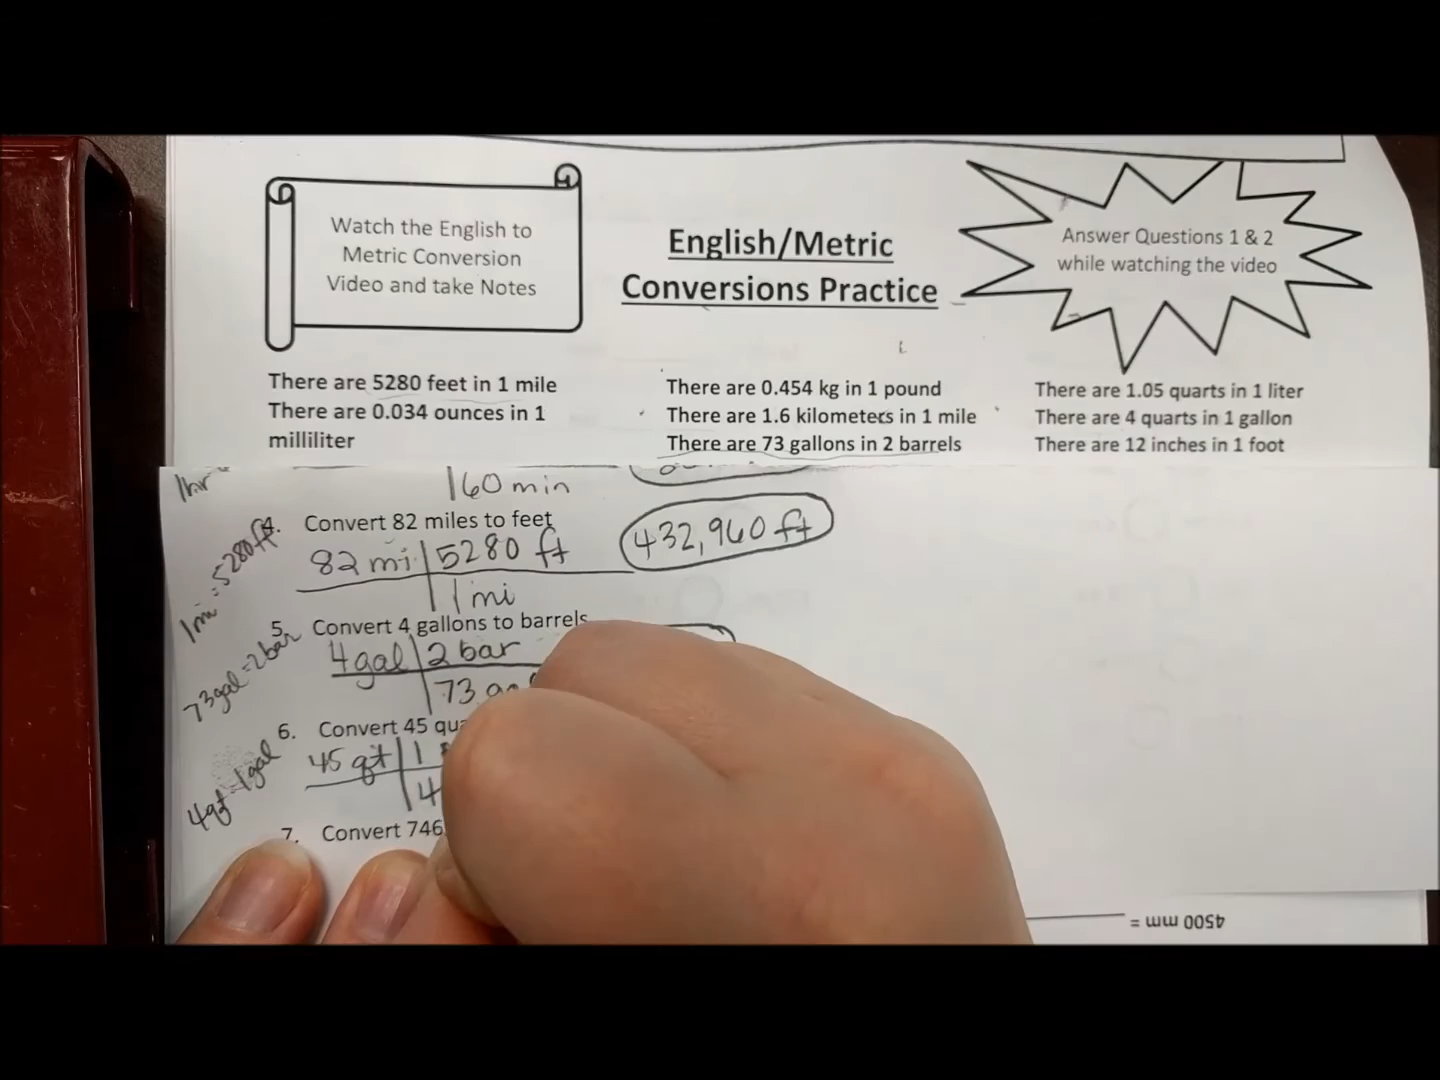 Watch the English to
Metric Conversion
Video and take Notes
English/Metric
Conversions Practice
Answer Questions 1 & 2
while watching the video
There are 5280 feet in 1 mile
There are 0.034 ounces in 1
milliliter
There are 0.454 kg in 1 pound
There are 1.6 kilometers in 1 mile
There are 73 gallons in 2 barrels
There are 1.05 quarts in 1 liter
There are 4 quarts in 1 gallon
There are 12 inches in 1 foot
1hr
60 min
4. Convert 82 miles to feet
82 mi 5280 ft
1 mi
432,960 ft
1mi = 5280ft
5. Convert 4 gallons to barrels
4gal 2 bar
73
73gal = 2bar
6. Convert 45
45 qt 1
4
4qt 1gal
7. Convert 746
4500 mm =